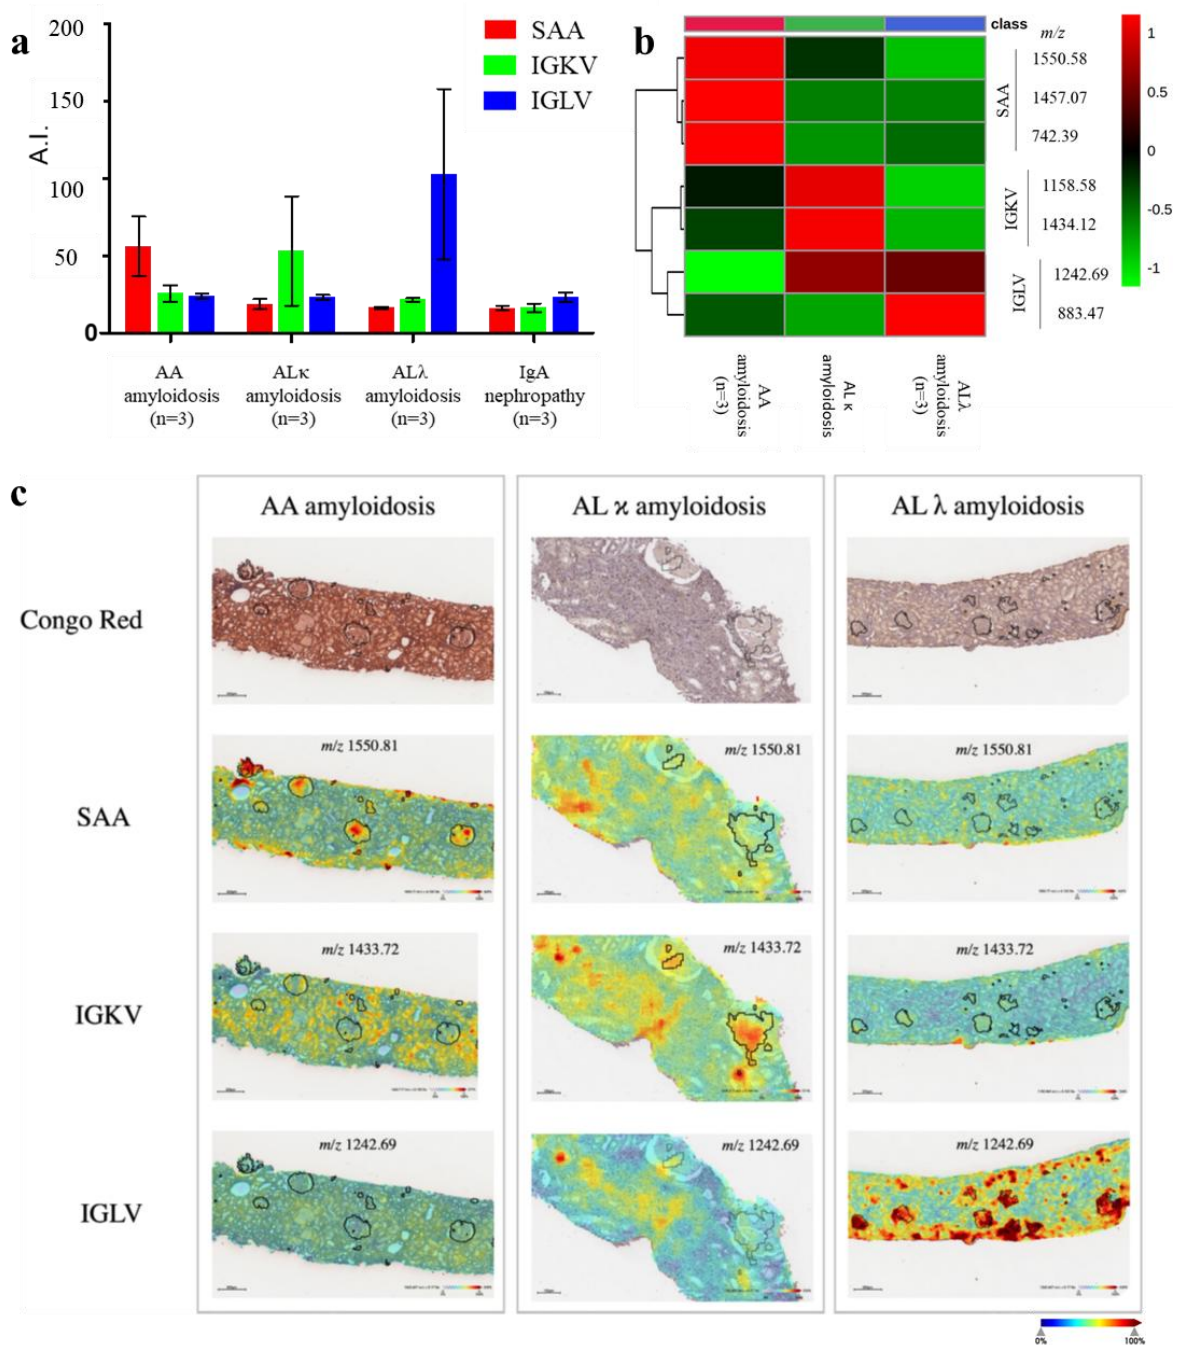 a
200
150
100
50
0
A.I.
SAA
IGKV
IGLV
AA
amyloidosis
(n=3)
ALκ
amyloidosis
(n=3)
ALλ
amyloidosis
(n=3)
IgA
nephropathy
(n=3)
b
class
m/z
1550.58
1457.07
742.39
1158.58
1434.12
1242.69
883.47
SAA
IGKV
IGLV
1
0.5
0
-0.5
-1
AA
amyloidosis
(n=3)
AL κ
amyloidosis
ALλ
amyloidosis
(n=3)
c
AA amyloidosis
AL ϰ amyloidosis
AL λ amyloidosis
Congo Red
SAA
m/z 1550.81
m/z 1550.81
m/z 1550.81
IGKV
m/z 1433.72
m/z 1433.72
m/z 1433.72
IGLV
m/z 1242.69
m/z 1242.69
m/z 1242.69
0%
100%